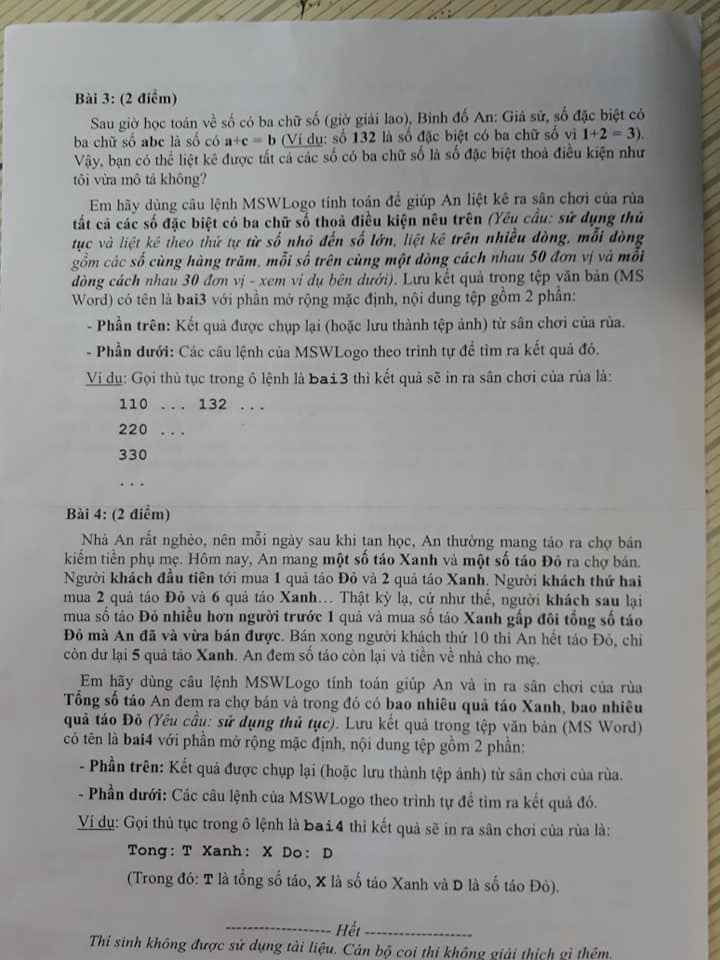 Bài 3: (2 điểm)
Sau giờ học toán về số có ba chữ số (giờ giải lao), Bình đố An: Giả sử, số đặc biệt có
ba chữ số abc là số có a+c = b (Ví dụ: số 132 là số đặc biệt có ba chữ số vì 1+2 = 3).
Vậy, bạn có thể liệt kê được tất cả các số có ba chữ số là số đặc biệt thoả điều kiện như
tôi vừa mô tả không?
Em hãy dùng câu lệnh MSWLogo tính toán để giúp An liệt kê ra sân chơi của rùa
tất cả các số đặc biệt có ba chữ số thoả điều kiện nêu trên (Yêu cầu: sử dụng thủ
tục và liệt kê theo thứ tự từ số nhỏ đến số lớn, liệt kê trên nhiều dòng, mỗi dòng
gồm các số cùng hàng trăm, mỗi số trên cùng một dòng cách nhau 50 đơn vị và mỗi
dòng cách nhau 30 đơn vị - xem ví dụ bên dưới). Lưu kết quả trong tệp văn bản (MS
Word) có tên là bai3 với phần mở rộng mặc định, nội dung tệp gồm 2 phần:
- Phần trên: Kết quả được chụp lại (hoặc lưu thành tệp ảnh) từ sân chơi của rùa.
- Phần dưới: Các câu lệnh của MSWLogo theo trình tự để tìm ra kết quả đó.
Ví dụ: Gọi thủ tục trong ô lệnh là bai3 thì kết quả sẽ in ra sân chơi của rùa là:
110 ... 132 ...
220 ...
330
...
Bài 4: (2 điểm)
Nhà An rất nghèo, nên mỗi ngày sau khi tan học, An thường mang táo ra chợ bán
kiếm tiền phụ mẹ. Hôm nay, An mang một số táo Xanh và một số táo Đỏ ra chợ bán.
Người khách đầu tiên tới mua 1 quả táo Đỏ và 2 quả táo Xanh. Người khách thứ hai
mua 2 quả táo Đỏ và 6 quả táo Xanh... Thật kỳ lạ, cứ như thế, người khách sau lại
mua số táo Đỏ nhiều hơn người trước 1 quả và mua số táo Xanh gấp đôi tổng số táo
Đỏ mà An đã và vừa bán được. Bán xong người khách thứ 10 thì An hết táo Đỏ, chỉ
còn dư lại 5 quả táo Xanh. An đem số táo còn lại và tiền về nhà cho mẹ.
Em hãy dùng câu lệnh MSWLogo tính toán giúp An và in ra sân chơi của rùa
Tổng số táo An đem ra chợ bán và trong đó có bao nhiêu quả táo Xanh, bao nhiêu
quả táo Đỏ (Yêu cầu: sử dụng thủ tục). Lưu kết quả trong tệp văn bản (MS Word)
có tên là bai4 với phần mở rộng mặc định, nội dung tệp gồm 2 phần:
- Phần trên: Kết quả được chụp lại (hoặc lưu thành tệp ảnh) từ sân chơi của rùa.
- Phần dưới: Các câu lệnh của MSWLogo theo trình tự để tìm ra kết quả đó.
Ví dụ: Gọi thủ tục trong ô lệnh là bai4 thì kết quả sẽ in ra sân chơi của rùa là:
Tong: T Xanh: X Do: D
(Trong đó: T là tổng số táo, X là số táo Xanh và D là số táo Đỏ).
------------------- Hết -------------------
Thí sinh không được sử dụng tài liệu. Cán bộ coi thi không giải thích gì thêm.